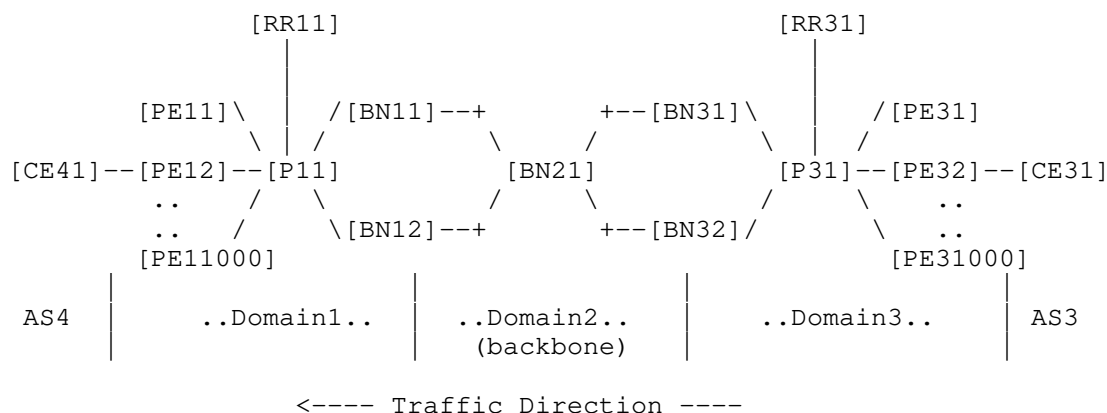 [RR11]                         [RR31]
|                              |
|                              |
|                              |
[PE11]\  |  /[BN11]--+       +--[BN31]\  |  /[PE31]
\ | /          \     /          \ | /
[CE41]--[PE12]--[P11]          [BN21]          [P31]--[PE32]--[CE31]
..   / \          /     \          / \   ..
..  /   \[BN12]--+       +--[BN32]/   \  ..
[PE11000]                                [PE31000]
|                |                |                |
AS4 | ..Domain1.. | ..Domain2.. | ..Domain3.. | AS3
| | (backbone) | |
<---- Traffic Direction ----